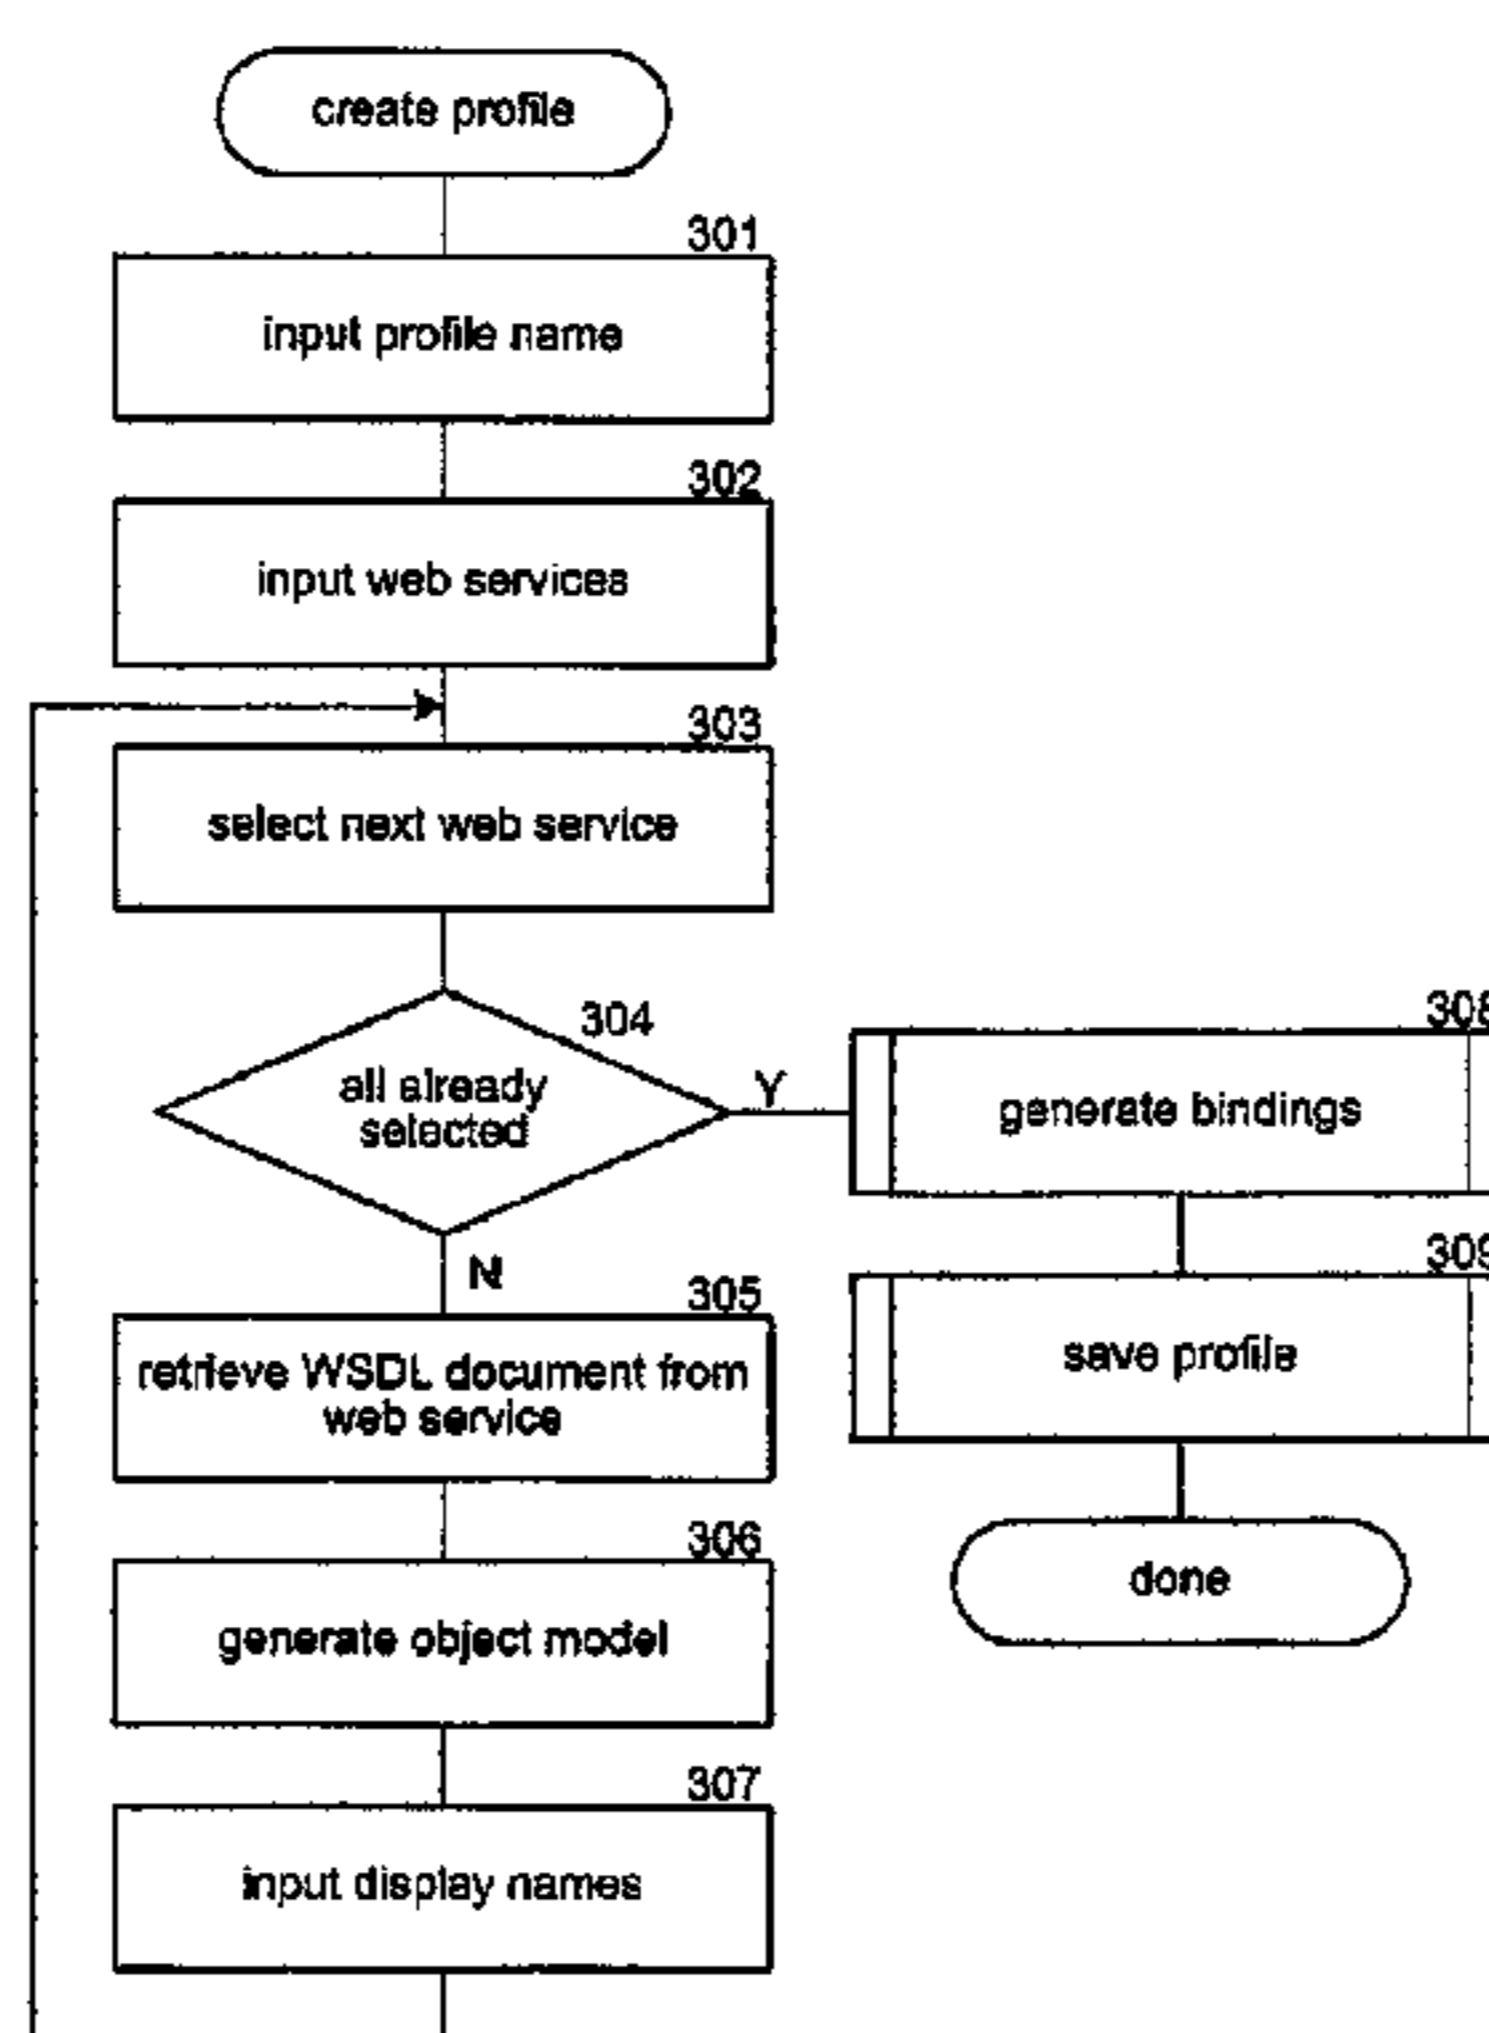 create profile
301
input profile name
302
input web services
303
select next web service
304
all already
selected
Y
N
308
generate bindings
309
save profile
done
305
retrieve WSDL document from
web service
306
generate object model
307
input display names